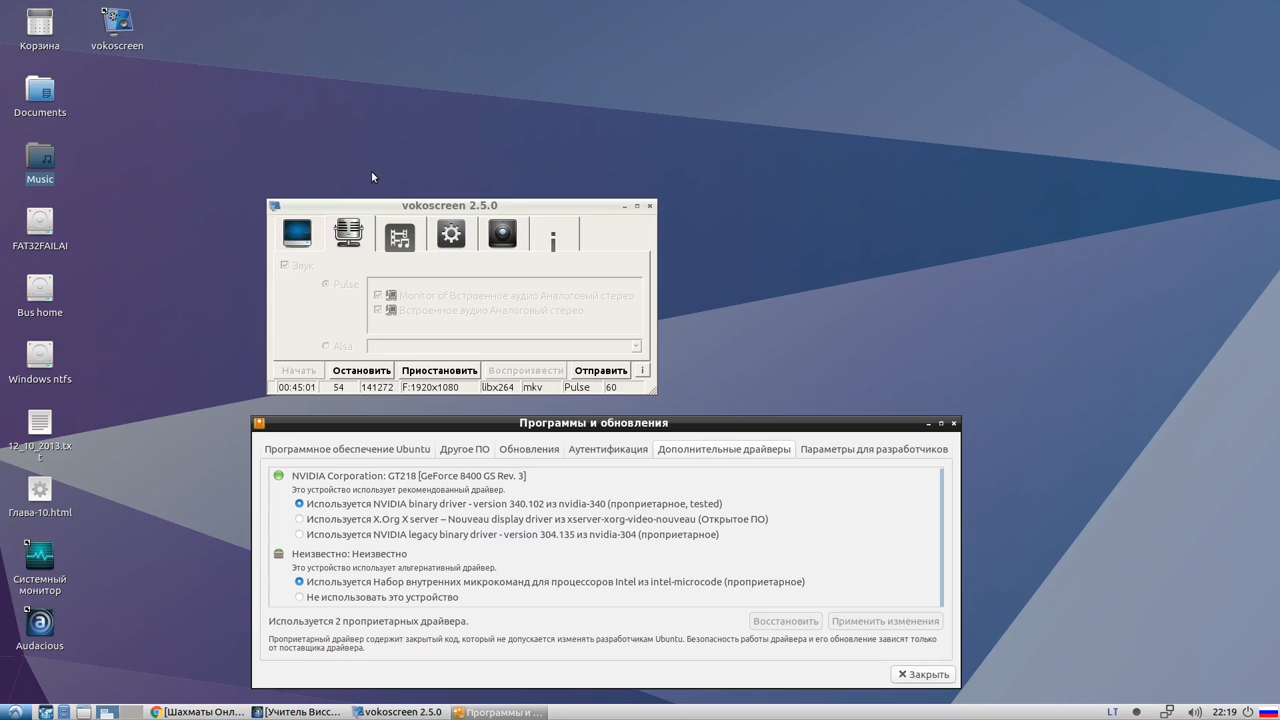 Корзина
vokoscreen
Documents
Music
FAT32FAILAI
Bus home
Windows ntfs
12_10_2013.tx
t
Глава-10.html
Системный
монитор
Audacious
vokoscreen 2.5.0
Звук
Pulse
Monitor of Встроенное аудио Аналоговый стерео
Встроенное аудио Аналоговый стерео
Alsa
Начать Остановить Приостановить Воспроизвести Отправить i
00:45:01 54 141272 F:1920x1080 libx264 mkv Pulse 60
Программы и обновления
Программное обеспечение Ubuntu Другое ПО Обновления Аутентификация Дополнительные драйверы Параметры для разработчиков
NVIDIA Corporation: GT218 [GeForce 8400 GS Rev. 3]
Это устройство использует рекомендованный драйвер.
Используется NVIDIA binary driver - version 340.102 из nvidia-340 (проприетарное, tested)
Используется X.Org X server – Nouveau display driver из xserver-xorg-video-nouveau (Открытое ПО)
Используется NVIDIA legacy binary driver - version 304.135 из nvidia-304 (проприетарное)
Неизвестно: Неизвестно
Это устройство использует альтернативный драйвер.
Используется Набор внутренних микрокоманд для процессоров Intel из intel-microcode (проприетарное)
Не использовать это устройство
Используется 2 проприетарных драйвера.
Восстановить Применить изменения
Проприетарный драйвер содержит закрытый код, который не допускается изменять разработчикам Ubuntu. Безопасность работы драйвера и его обновление зависят только
от поставщика драйвера.
Закрыть
[Шахматы Онл... [Учитель Висс... vokoscreen 2.5.0 Программы и ... LT 22:19